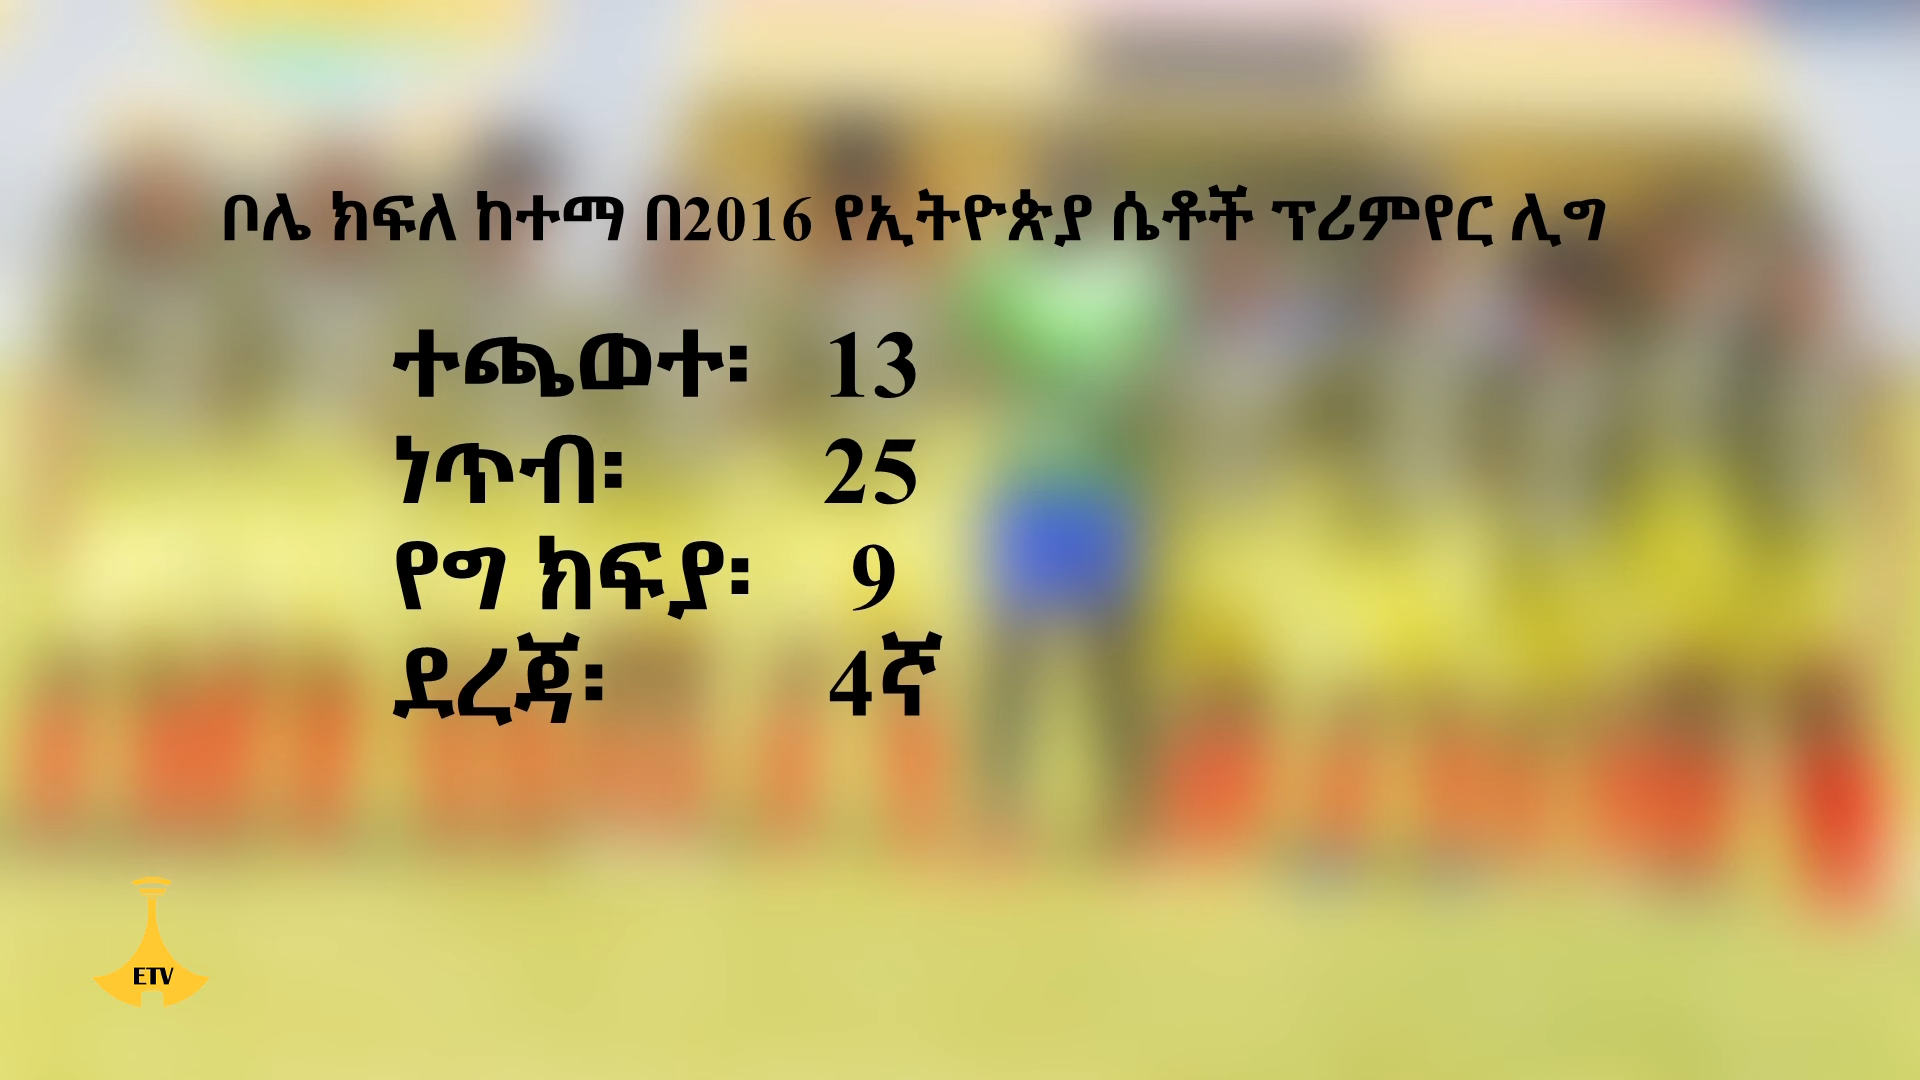 ቦሌ ክፍለ ከተማ በ2016 የኢትዮጵያ ሴቶች ፕሪምየር ሊግ
ተጫወተ፡ 13
ነጥብ፡ 25
የግ ክፍያ፡ 9
ደረጃ፡ 4ኛ
ETV